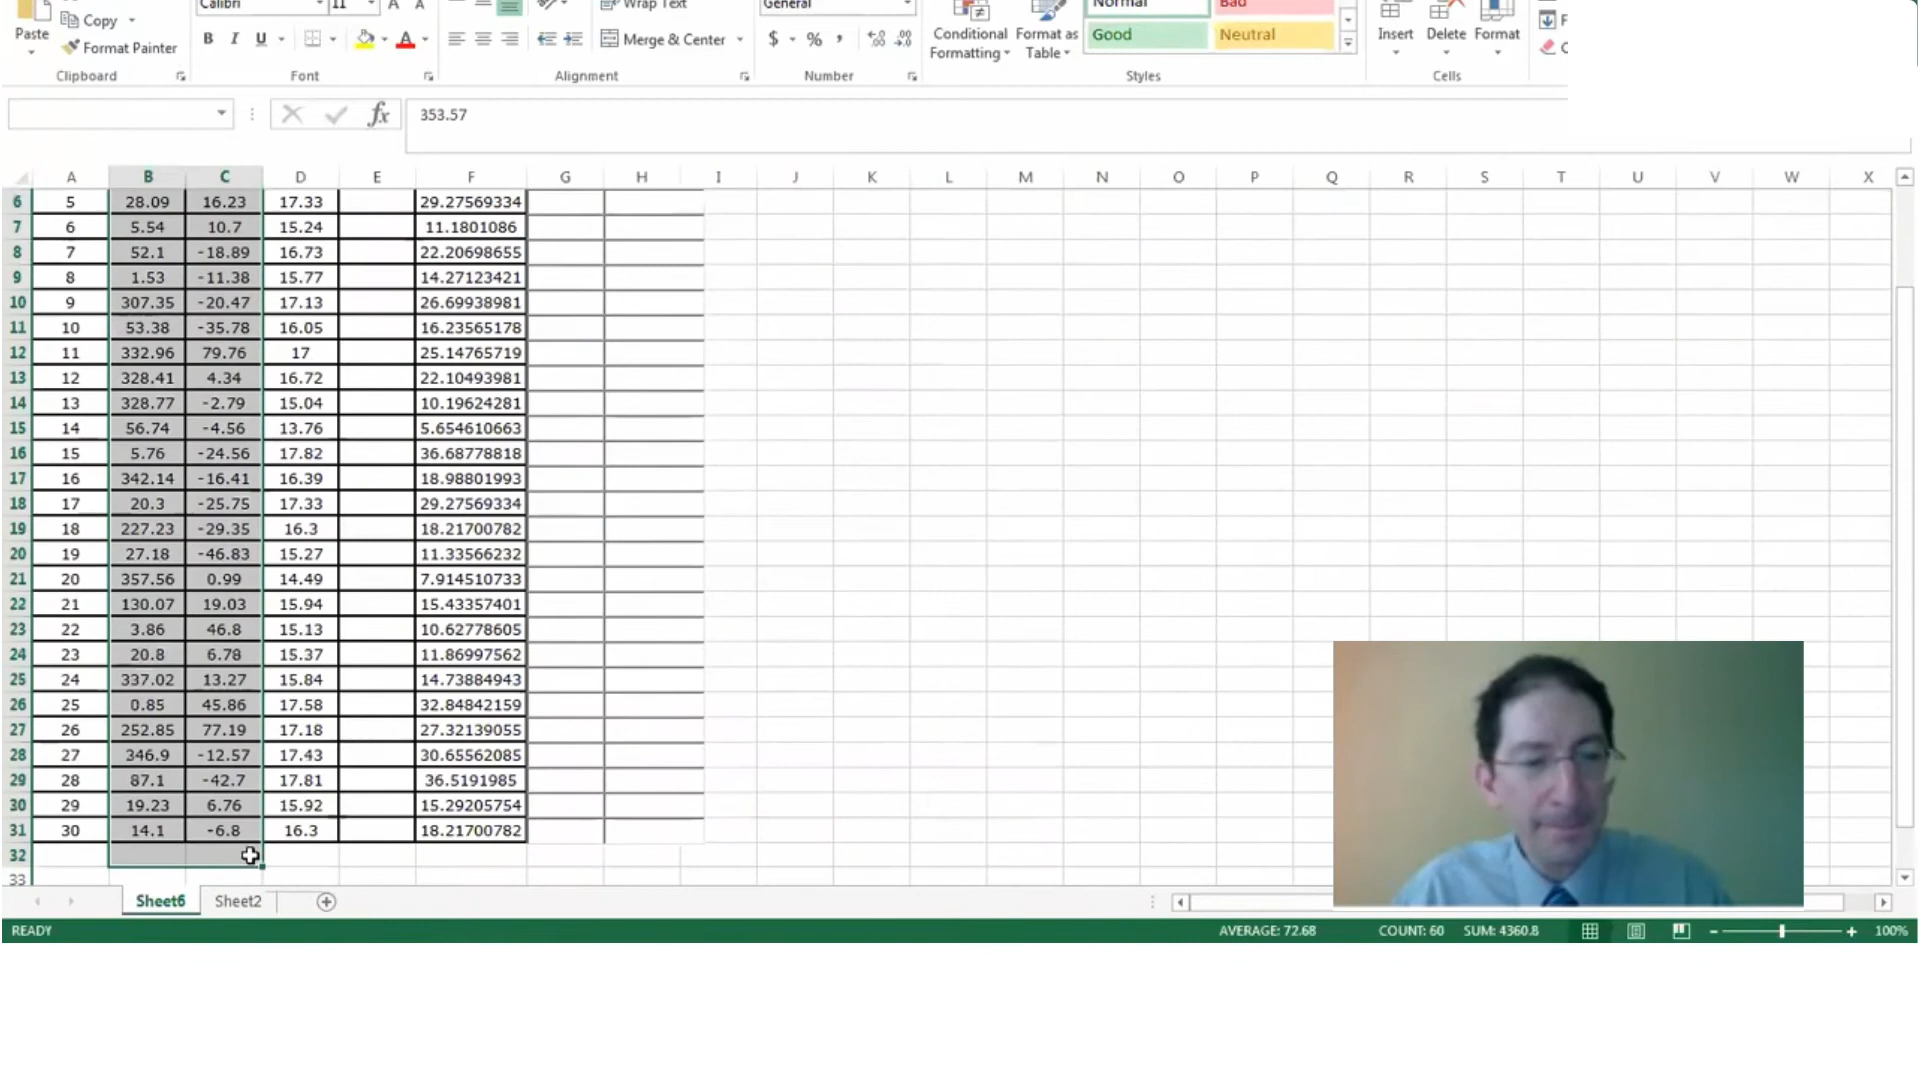 Calibri 11 A A Wrap Text General Normal Bad
Copy
Paste Format Painter B I U A Merge & Center $ % , Conditional Formatting Format as Table Good Neutral Insert Delete Format
Clipboard Font Alignment Number Styles Cells
fx 353.57
A B C D E F G H I J K L M N O P Q R S T U V W X
6 5 28.09 16.23 17.33 29.27569334
7 6 5.54 10.7 15.24 11.1801086
8 7 52.1 -18.89 16.73 22.20698655
9 8 1.53 -11.38 15.77 14.27123421
10 9 307.35 -20.47 17.13 26.69938981
11 10 53.38 -35.78 16.05 16.23565178
12 11 332.96 79.76 17 25.14765719
13 12 328.41 4.34 16.72 22.10493981
14 13 328.77 -2.79 15.04 10.19624281
15 14 56.74 -4.56 13.76 5.654610663
16 15 5.76 -24.56 17.82 36.68778818
17 16 342.14 -16.41 16.39 18.98801993
18 17 20.3 -25.75 17.33 29.27569334
19 18 227.23 -29.35 16.3 18.21700782
20 19 27.18 -46.83 15.27 11.33566232
21 20 357.56 0.99 14.49 7.914510733
22 21 130.07 19.03 15.94 15.43357401
23 22 3.86 46.8 15.13 10.62778605
24 23 20.8 6.78 15.37 11.86997562
25 24 337.02 13.27 15.84 14.73884943
26 25 0.85 45.86 17.58 32.84842159
27 26 252.85 77.19 17.18 27.32139055
28 27 346.9 -12.57 17.43 30.65562085
29 28 87.1 -42.7 17.81 36.5191985
30 29 19.23 6.76 15.92 15.29205754
31 30 14.1 -6.8 16.3 18.21700782
32
33
Sheet6 Sheet2
READY AVERAGE: 72.68 COUNT: 60 SUM: 4360.8 100%